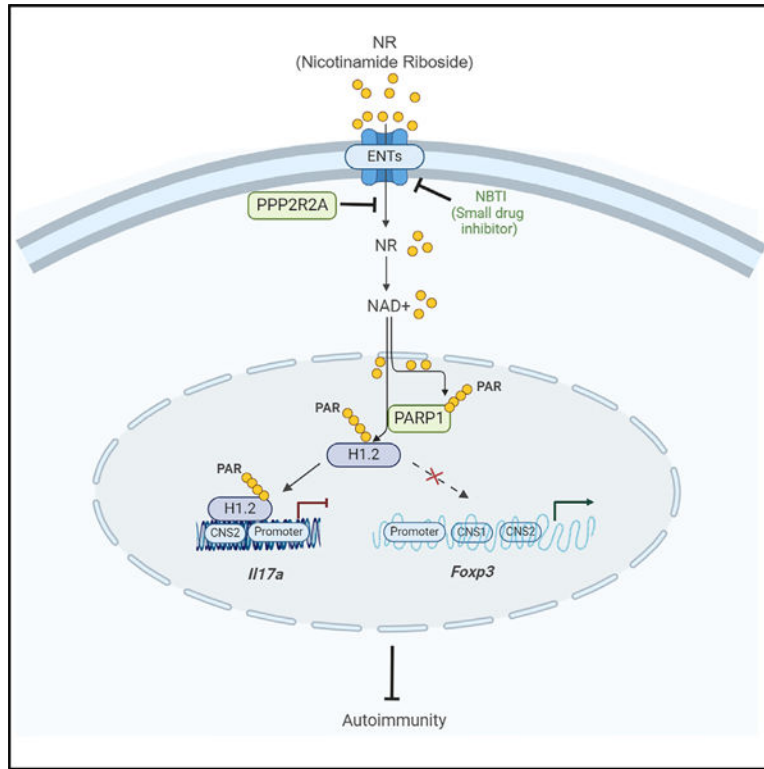 NR
(Nicotinamide Riboside)
ENTs
PPP2R2A
NBTI
(Small drug
inhibitor)
NR
NAD+
PAR
PAR
PARP1
H1.2
PAR
H1.2
CNS2
Promoter
Il17a
Promoter
CNS1
CNS2
Foxp3
Autoimmunity